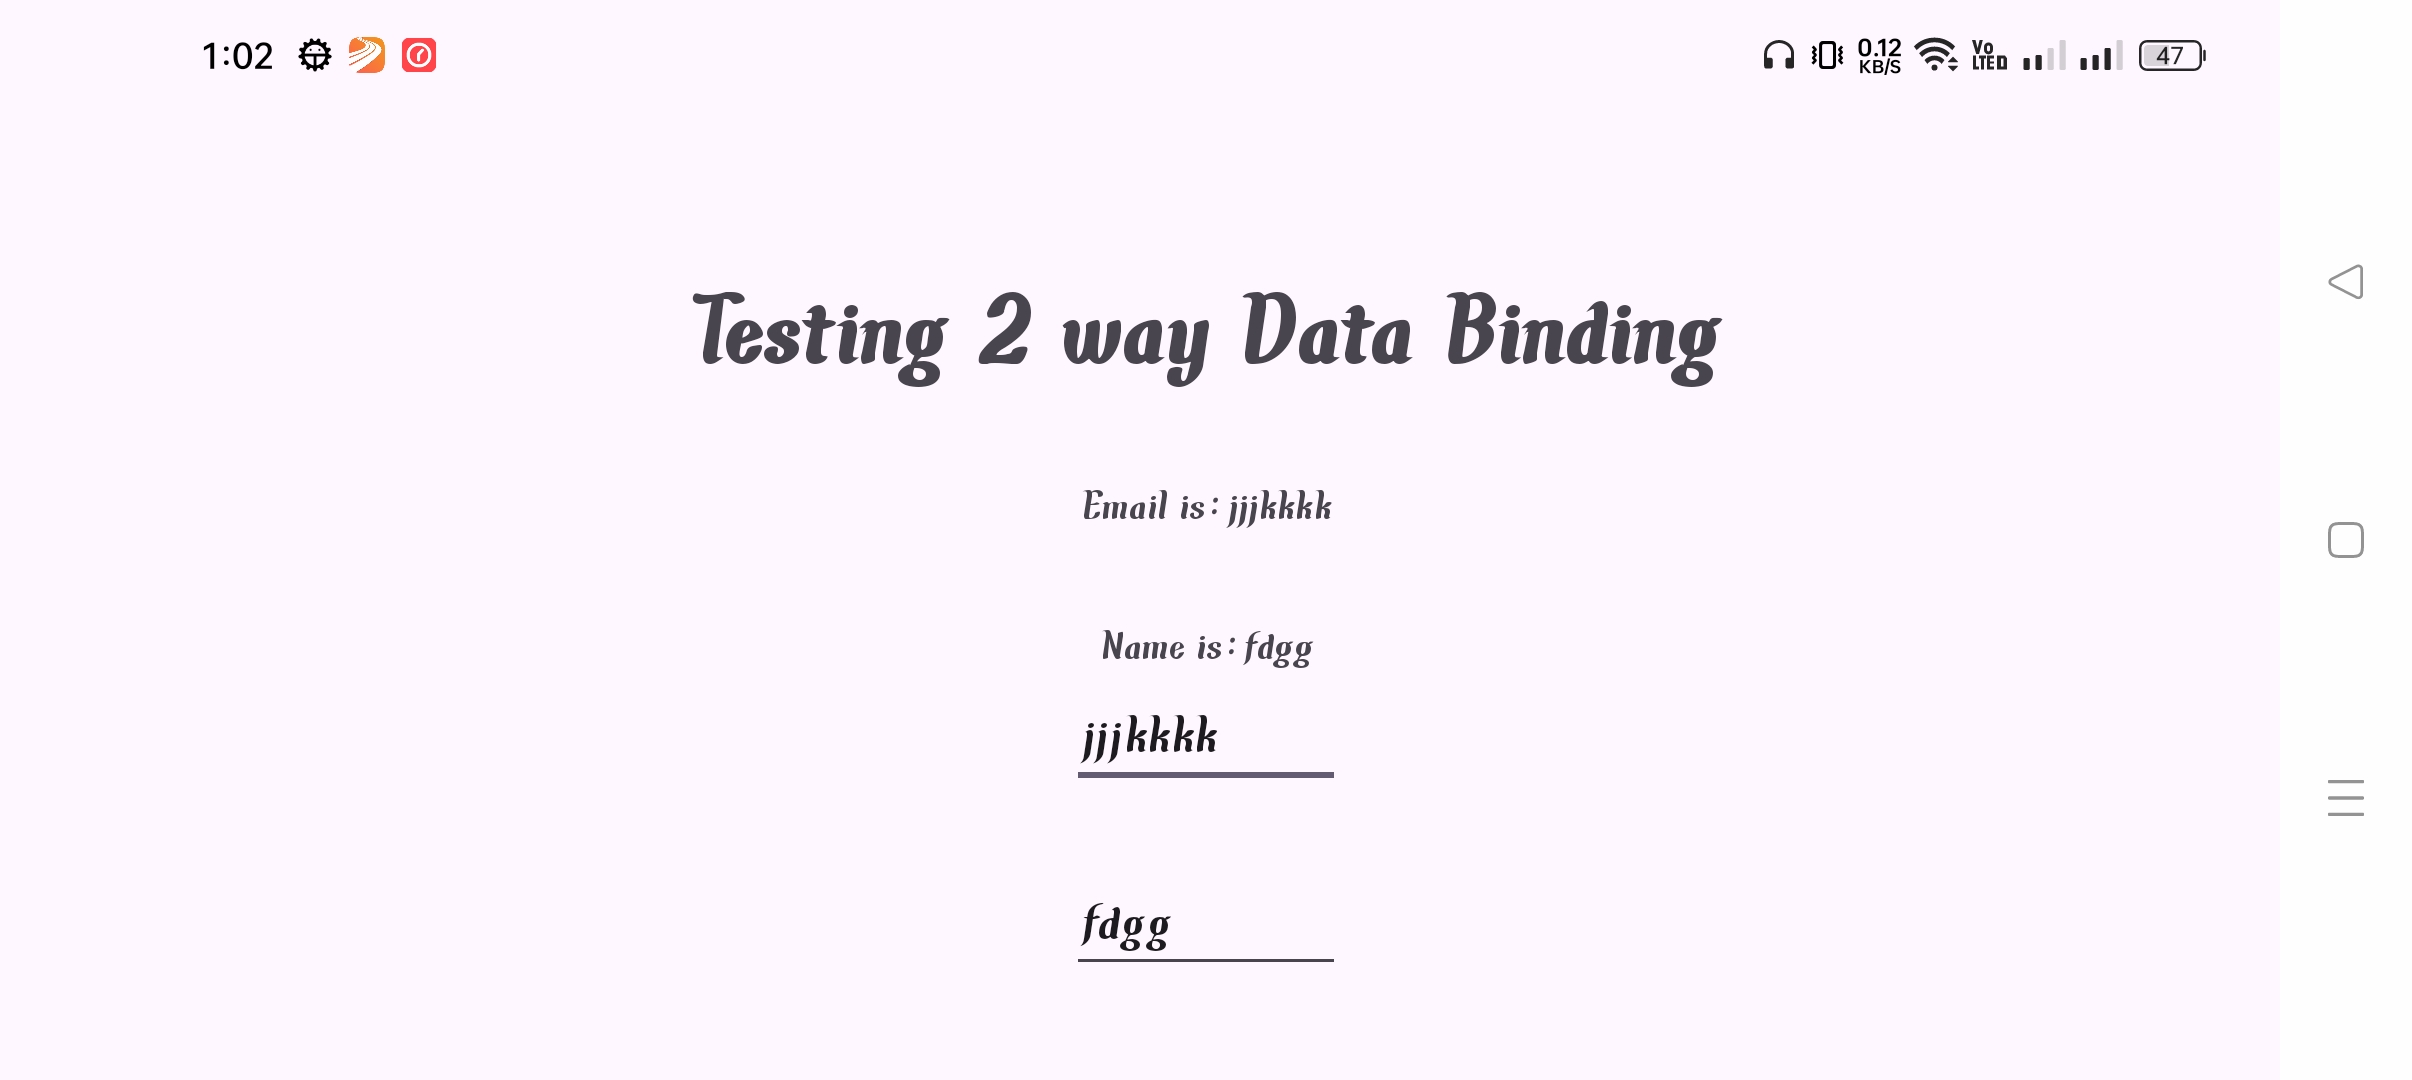 1:02 0.12 KB/S Vo LTE 47
Testing 2 way Data Binding
Email is: jjjkkkk
Name is: fdgg
jjjkkkk
fdgg